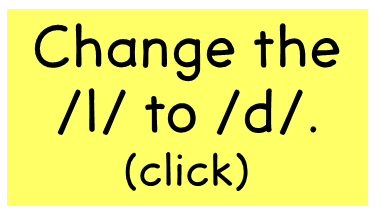 Change the
/l/ to /d/.
(click)